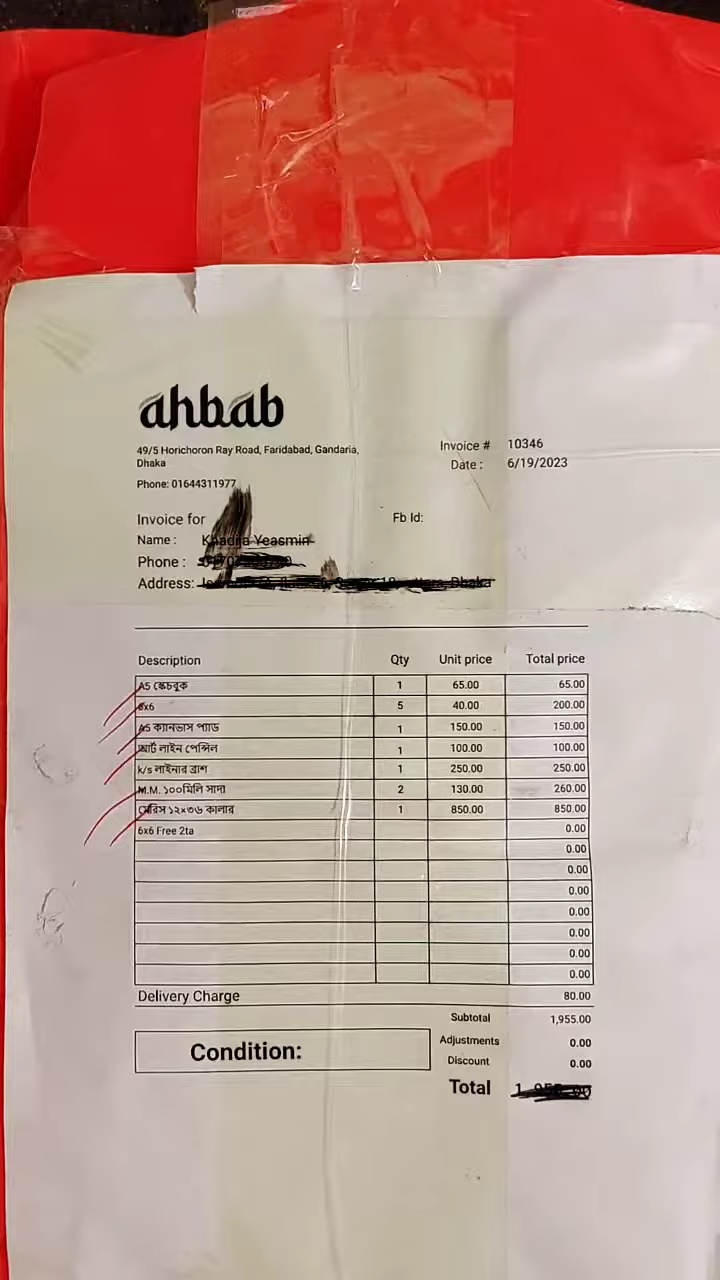 ahbab
49/5 Horichoron Ray Road, Faridabad, Gandaria,
Dhaka
Phone: 01644311977
Invoice # 10346
Date : 6/19/2023
Invoice for
Fb Id:
Name :
Phone :
Address:
Description Qty Unit price Total price
A5 স্কেচবুক 1 65.00 65.00
6x6 5 40.00 200.00
A5 ক্যানভাস প্যাড 1 150.00 150.00
আর্ট লাইন পেন্সিল 1 100.00 100.00
k/s লাইনার ব্রাশ 1 250.00 250.00
M.M. ১০০মিলি সাদা 2 130.00 260.00
১২×৩৬ কালার 1 850.00 850.00
6x6 Free 2ta 0.00
0.00
0.00
0.00
0.00
0.00
0.00
0.00
Delivery Charge 80.00
Subtotal 1,955.00
Adjustments 0.00
Discount 0.00
Condition:
Total